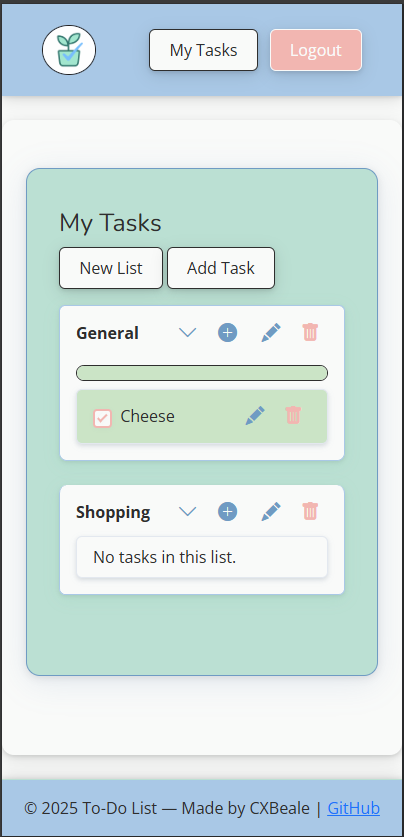 My Tasks Logout
My Tasks
New List Add Task
General
Cheese
Shopping
No tasks in this list.
© 2025 To-Do List — Made by CXBeale | GitHub